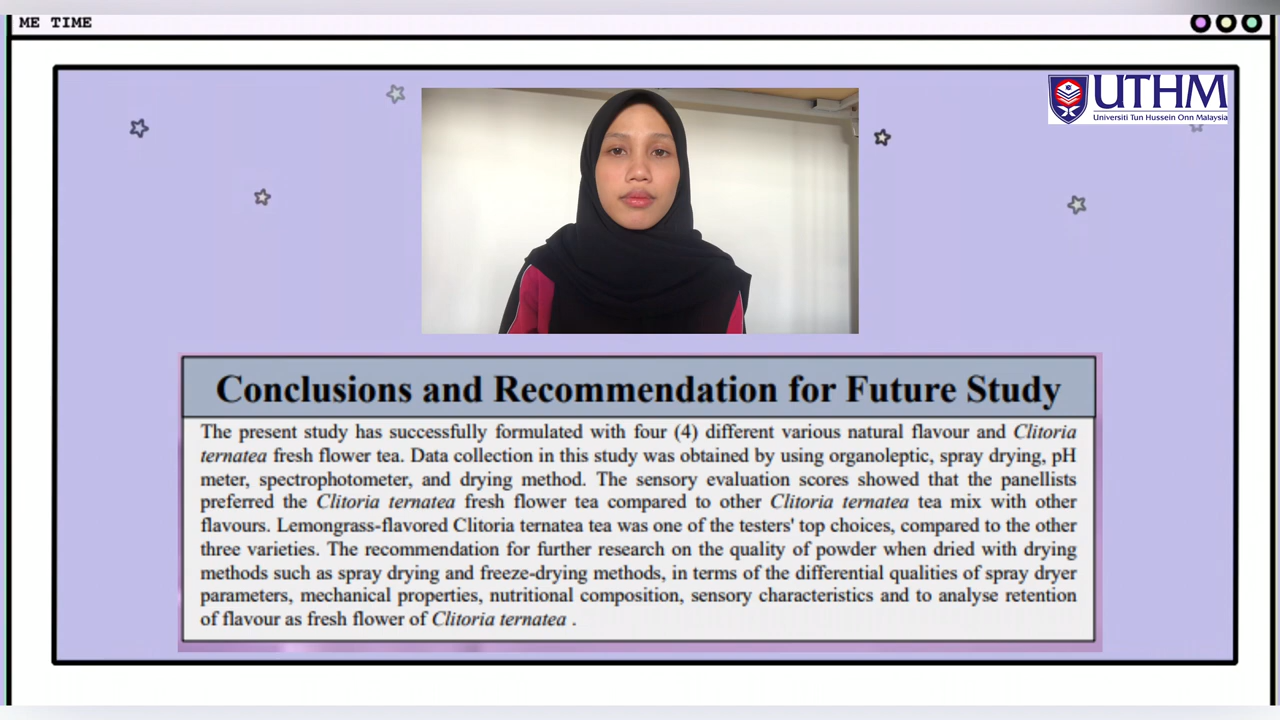 ME TIME
UTHM
Universiti Tun Hussein Onn Malaysia
Conclusions and Recommendation for Future Study
The present study has successfully formulated with four (4) different various natural flavour and Clitoria
ternatea fresh flower tea. Data collection in this study was obtained by using organoleptic, spray drying, pH
meter, spectrophotometer, and drying method. The sensory evaluation scores showed that the panellists
preferred the Clitoria ternatea fresh flower tea compared to other Clitoria ternatea tea mix with other
flavours. Lemongrass-flavored Clitoria ternatea tea was one of the testers' top choices, compared to the other
three varieties. The recommendation for further research on the quality of powder when dried with drying
methods such as spray drying and freeze-drying methods, in terms of the differential qualities of spray dryer
parameters, mechanical properties, nutritional composition, sensory characteristics and to analyse retention
of flavour as fresh flower of Clitoria ternatea .